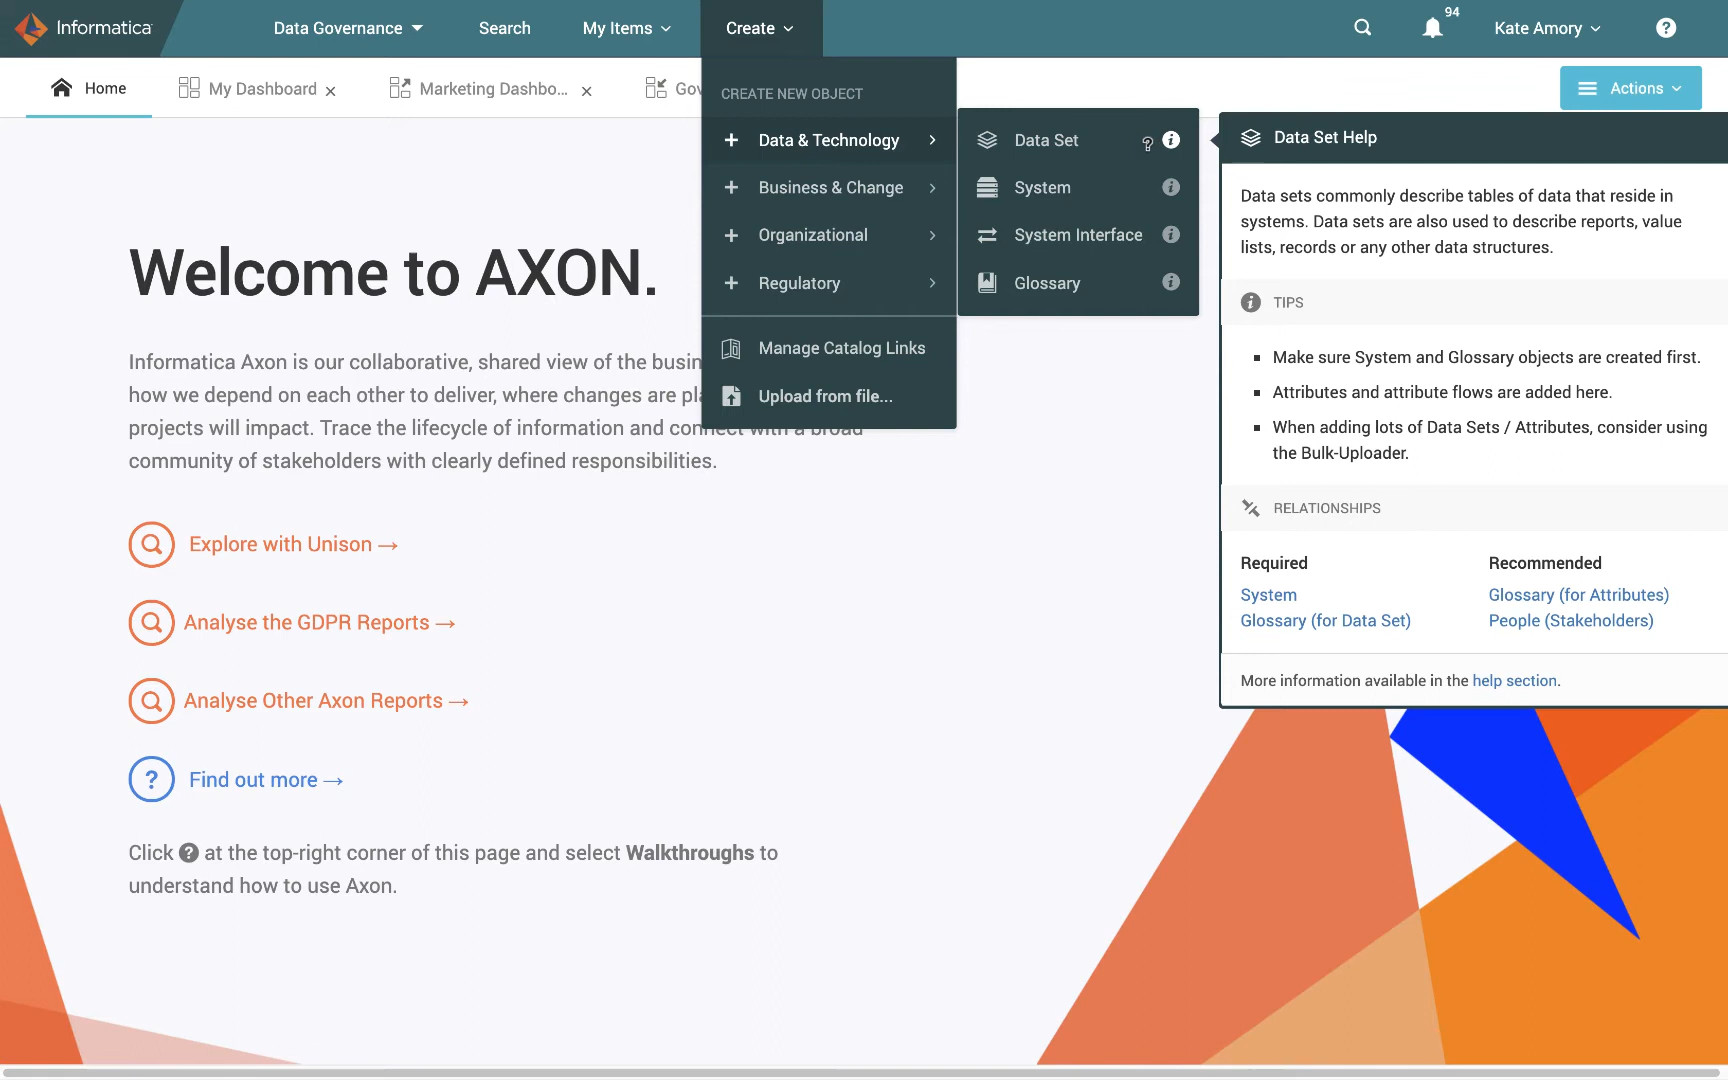 Informatica
Data Governance
Search
My Items
Create
94
Kate Amory
?
Home
My Dashboard ×
Marketing Dashbo... ×
Gov
Actions
CREATE NEW OBJECT
+ Data & Technology
+ Business & Change
+ Organizational
+ Regulatory
Manage Catalog Links
Upload from file...
Data Set ? i
System i
System Interface i
Glossary i
Data Set Help
Data sets commonly describe tables of data that reside in
systems. Data sets are also used to describe reports, value
lists, records or any other data structures.
i TIPS
Make sure System and Glossary objects are created first.
Attributes and attribute flows are added here.
When adding lots of Data Sets / Attributes, consider using
the Bulk-Uploader.
RELATIONSHIPS
Required
System
Glossary (for Data Set)
Recommended
Glossary (for Attributes)
People (Stakeholders)
More information available in the help section.
Welcome to AXON.
Informatica Axon is our collaborative, shared view of the busin
how we depend on each other to deliver, where changes are pla
projects will impact. Trace the lifecycle of information and connect with a broad
community of stakeholders with clearly defined responsibilities.
Explore with Unison →
Analyse the GDPR Reports →
Analyse Other Axon Reports →
? Find out more →
Click ? at the top-right corner of this page and select Walkthroughs to
understand how to use Axon.